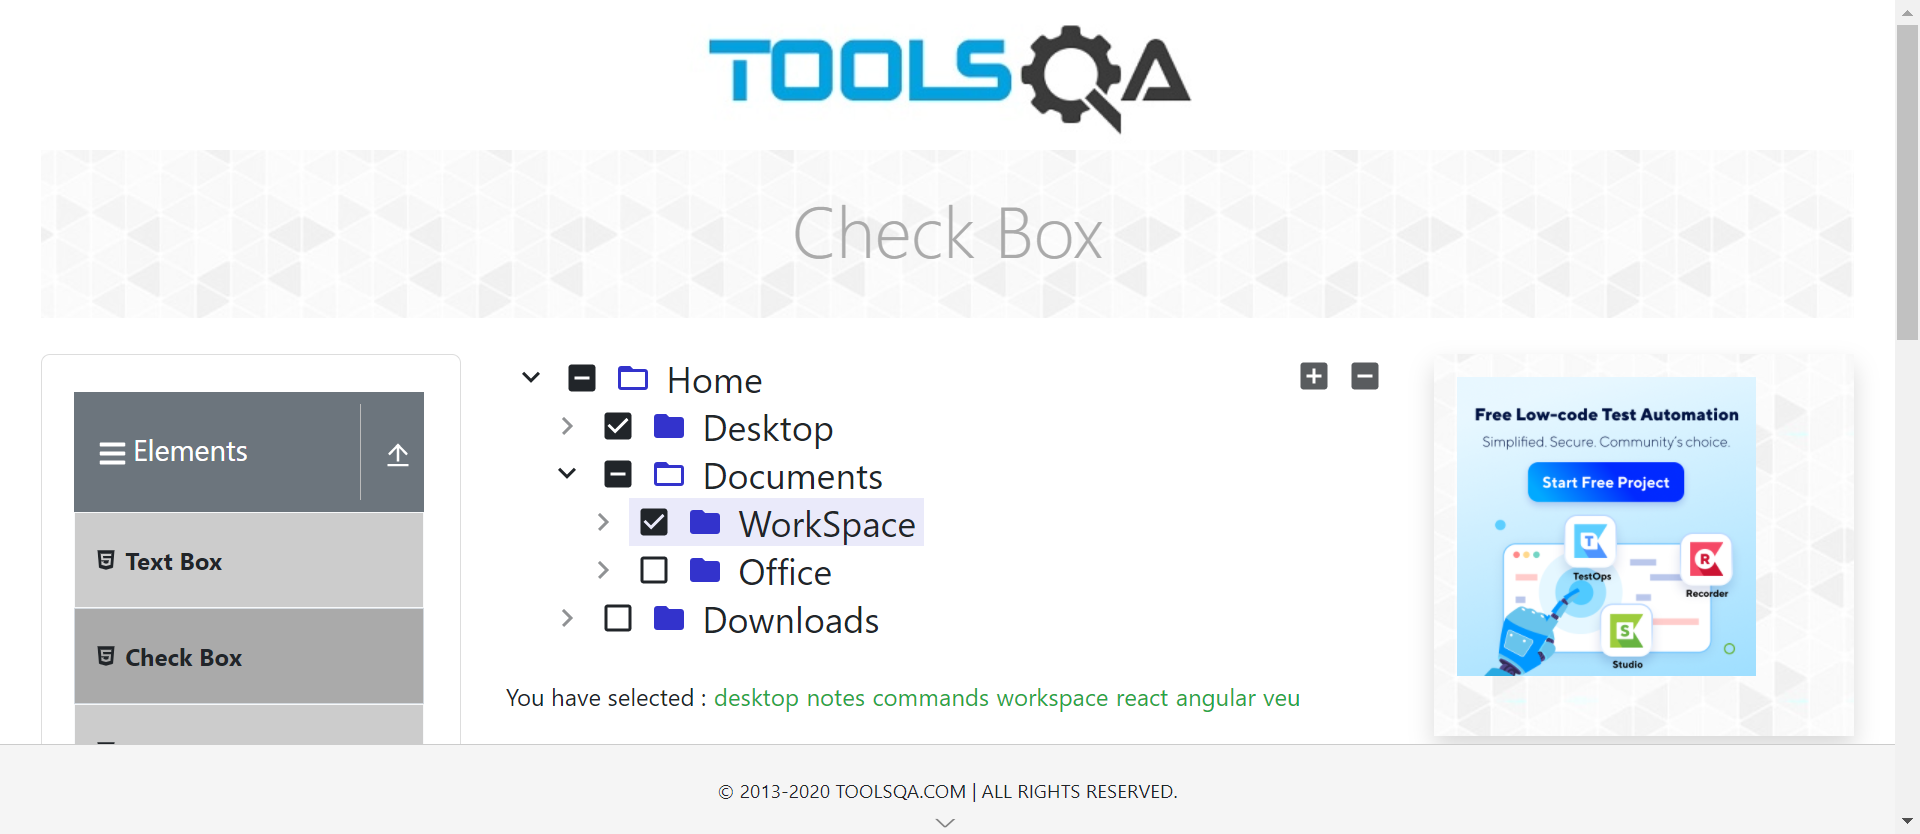 TOOLSQA
Check Box
Elements
Text Box
Check Box
Home
Desktop
Documents
WorkSpace
Office
Downloads
You have selected : desktop notes commands workspace react angular veu
Free Low-code Test Automation
Simplified. Secure. Community's choice.
Start Free Project
T
TestOps
R
Recorder
S
Studio
© 2013-2020 TOOLSQA.COM | ALL RIGHTS RESERVED.